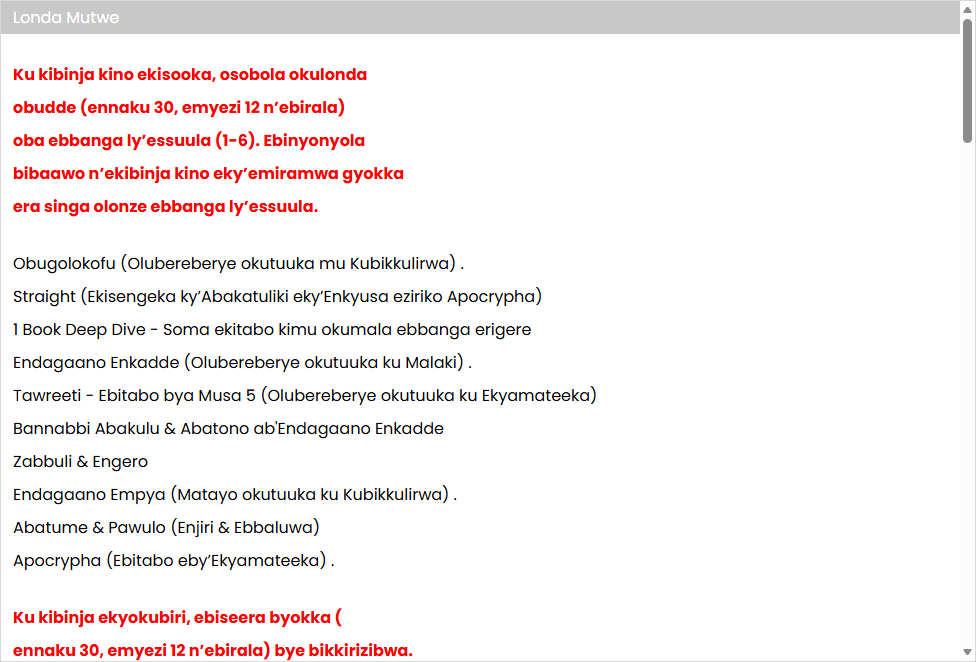 Londa Mutwe
Ku kibinja kino ekisooka, osobola okulonda
obudde (ennaku 30, emyezi 12 n’ebirala)
oba ebbanga ly’essuula (1-6). Ebinyonyola
bibaawo n’ekibinja kino eky’emiramwa gyokka
era singa olonze ebbanga ly’essuula.
Obugolokofu (Olubereberye okutuuka mu Kubikkulirwa) .
Straight (Ekisengeka ky’Abakatuliki eky’Enkyusa eziriko Apocrypha)
1 Book Deep Dive - Soma ekitabo kimu okumala ebbanga erigere
Endagaano Enkadde (Olubereberye okutuuka ku Malaki) .
Tawreeti - Ebitabo bya Musa 5 (Olubereberye okutuuka ku Ekyamateeka)
Bannabbi Abakulu & Abatono ab'Endagaano Enkadde
Zabbuli & Engero
Endagaano Empya (Matayo okutuuka ku Kubikkulirwa) .
Abatume & Pawulo (Enjiri & Ebbaluwa)
Apocrypha (Ebitabo eby’Ekyamateeka) .
Ku kibinja ekyokubiri, ebiseera byokka (
ennaku 30, emyezi 12 n’ebirala) bye bikkirizibwa.